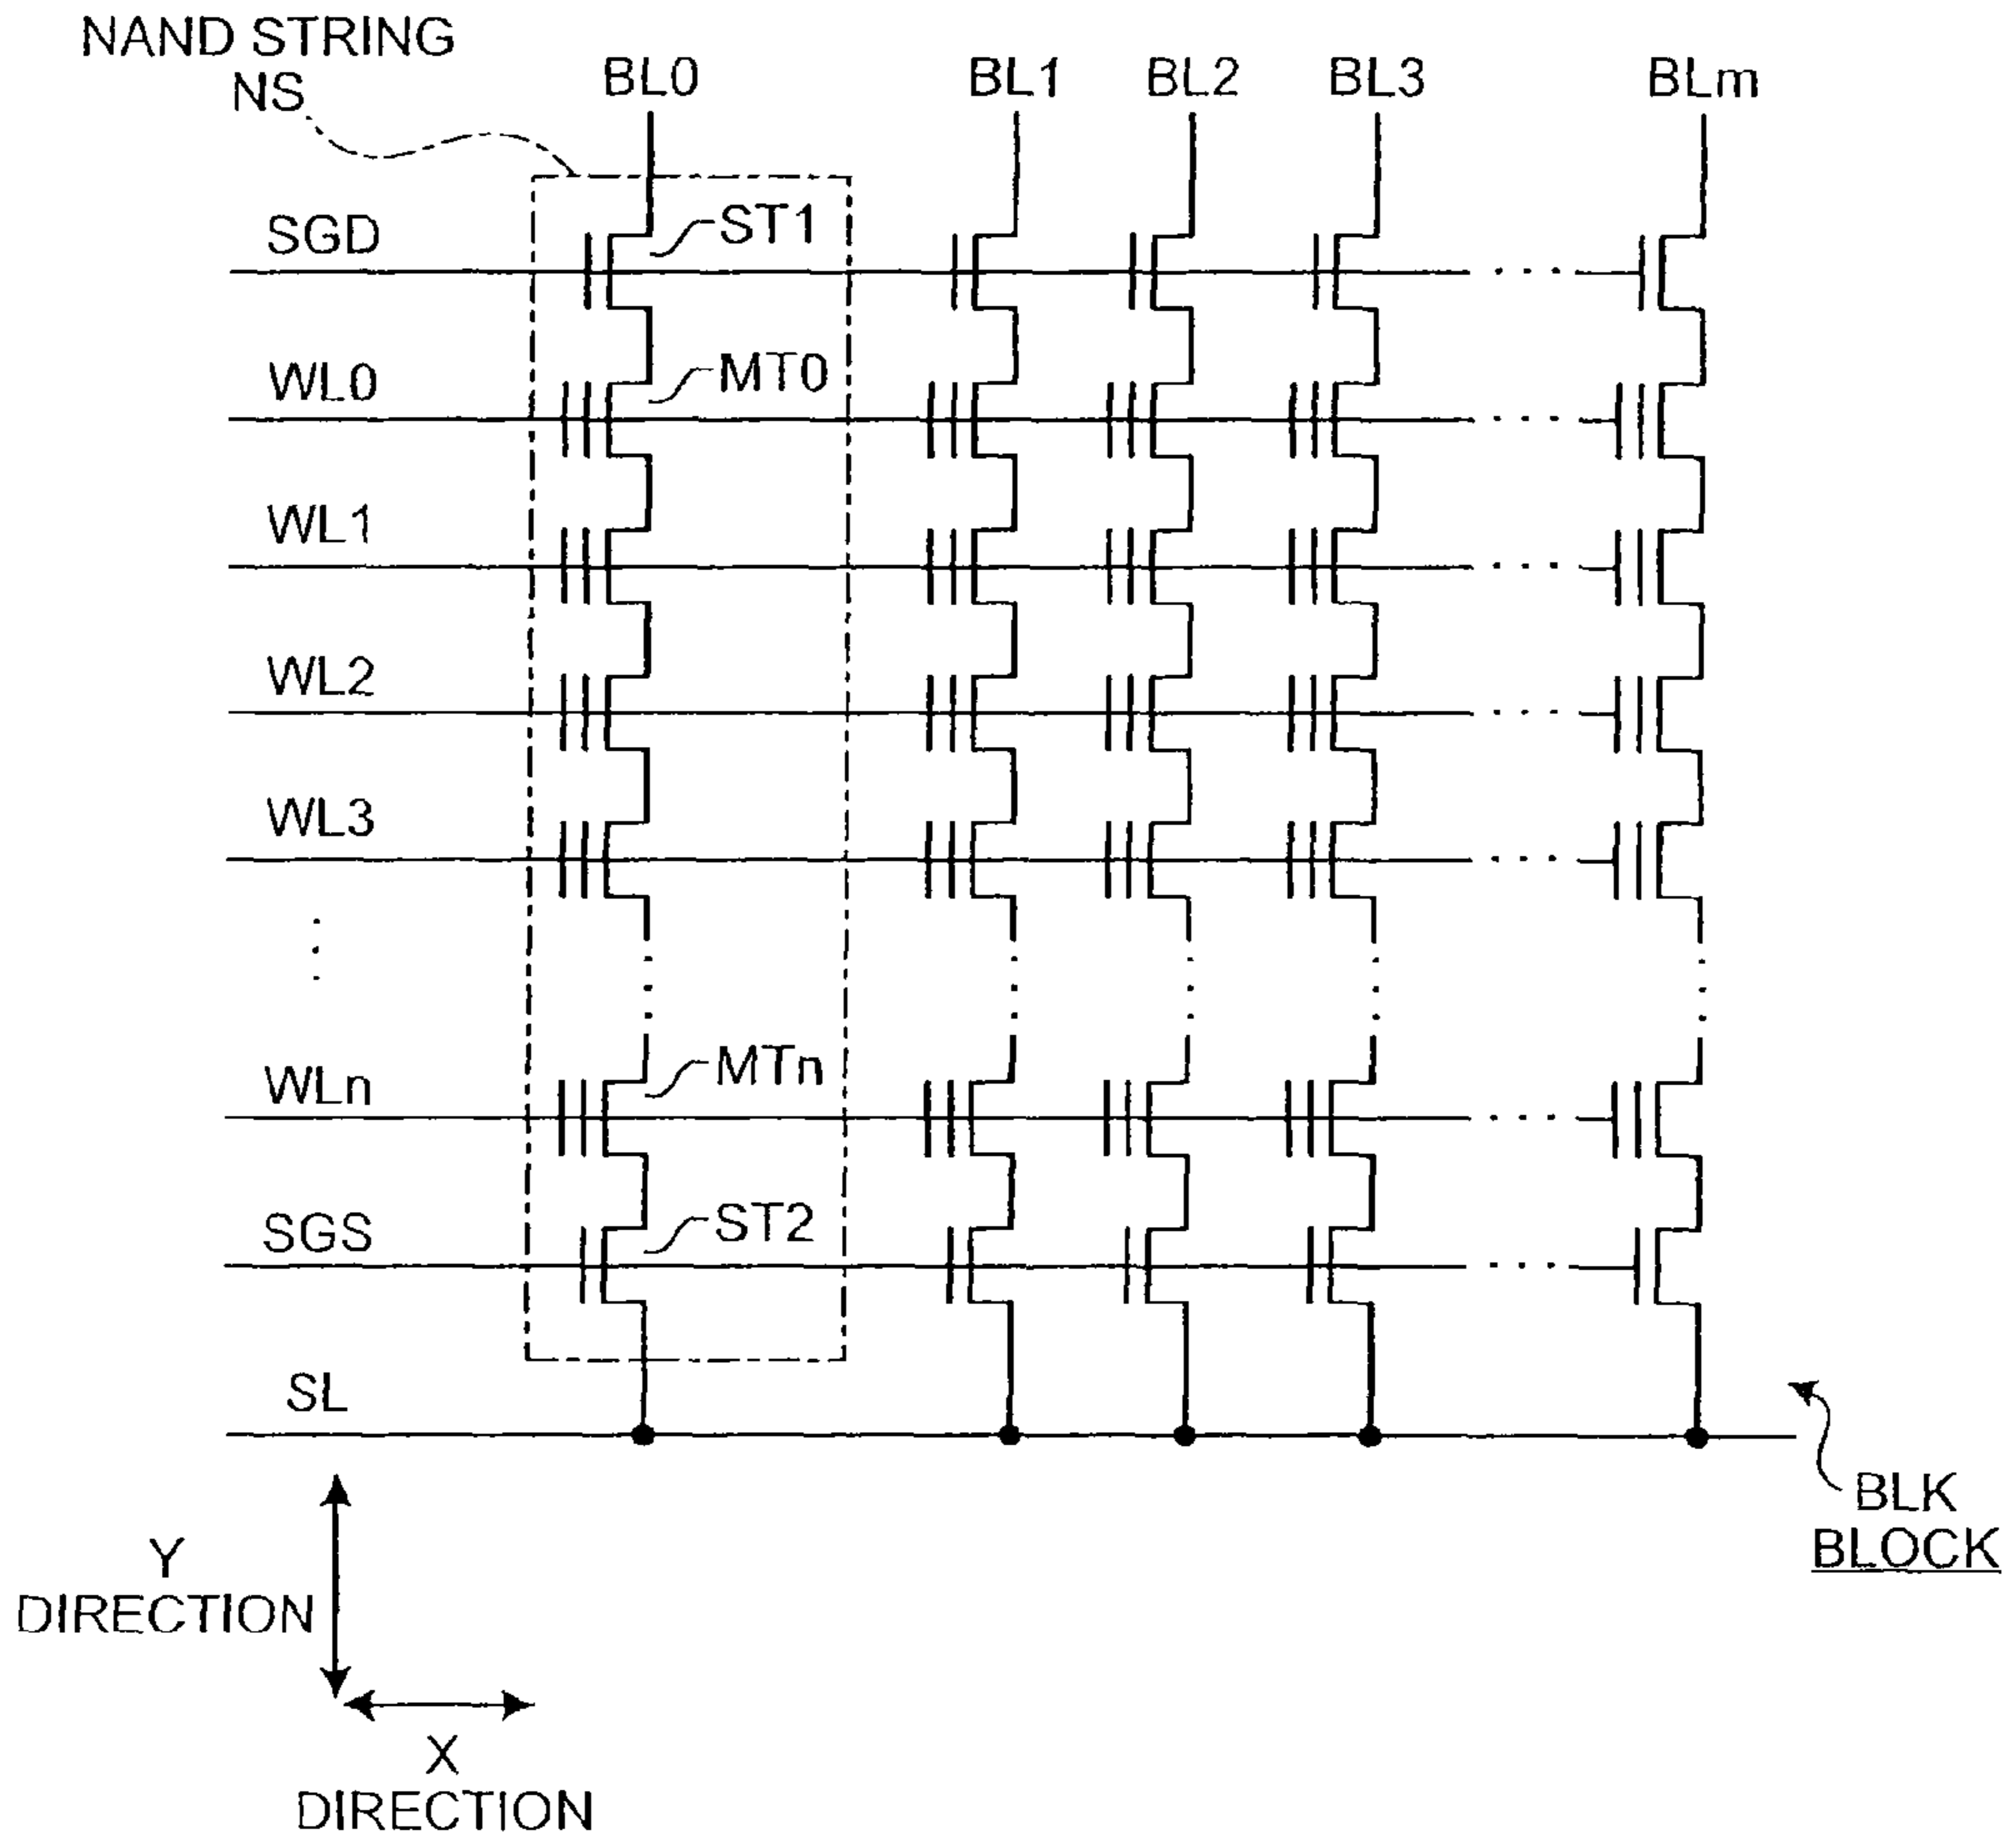 NAND STRING
NS
BL0 BL1 BL2 BL3 BLm
SGD ST1
WL0 MT0
WL1
WL2
WL3
WLn MTn
SGS ST2
SL
BLK
BLOCK
Y
DIRECTION
X
DIRECTION